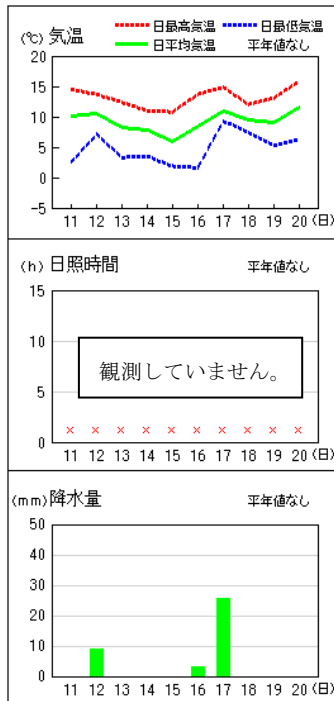 (℃) 気温
日最高気温 日最低気温
日平均気温 平年値なし
20
15
10
5
0
-5
11 12 13 14 15 16 17 18 19 20 (日)
(h) 日照時間 平年値なし
15
10
5
0
観測していません。
11 12 13 14 15 16 17 18 19 20 (日)
(mm) 降水量 平年値なし
50
40
30
20
10
0
11 12 13 14 15 16 17 18 19 20 (日)